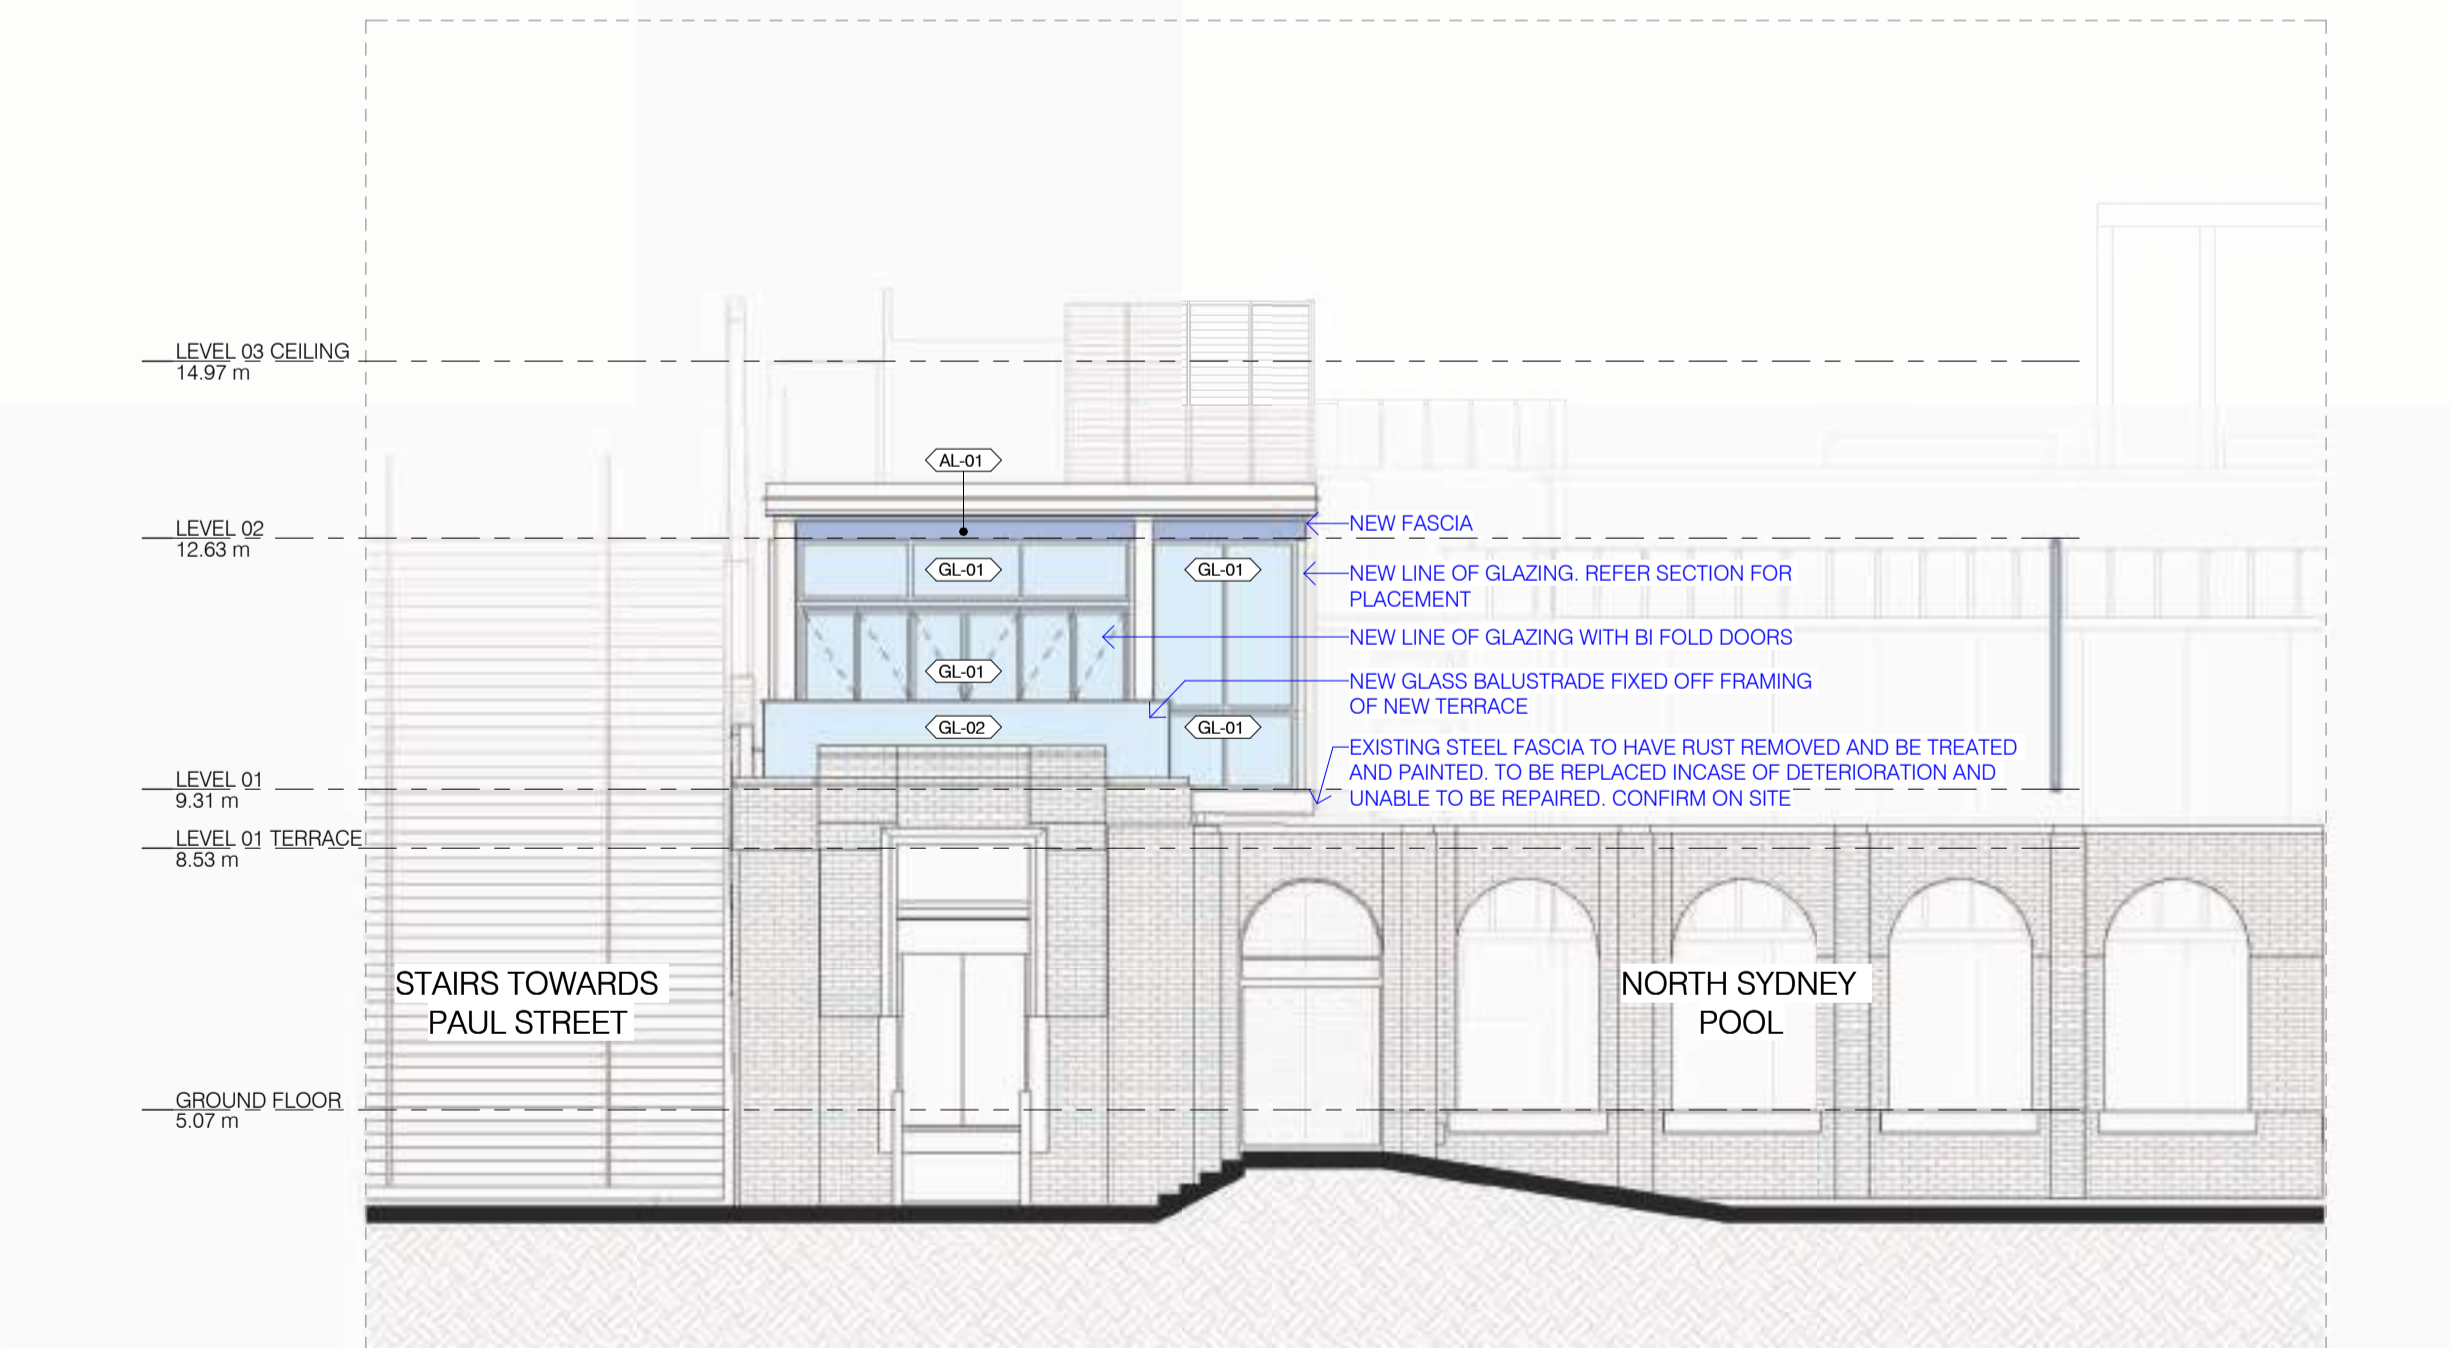 LEVEL 03 CEILING
14.97 m
AL-01
LEVEL 02
12.63 m
NEW FASCIA
GL-01
GL-01
NEW LINE OF GLAZING. REFER SECTION FOR
PLACEMENT
NEW LINE OF GLAZING WITH BI FOLD DOORS
GL-01
NEW GLASS BALUSTRADE FIXED OFF FRAMING
OF NEW TERRACE
GL-02
GL-01
EXISTING STEEL FASCIA TO HAVE RUST REMOVED AND BE TREATED
AND PAINTED. TO BE REPLACED INCASE OF DETERIORATION AND
UNABLE TO BE REPAIRED. CONFIRM ON SITE
LEVEL 01
9.31 m
LEVEL 01 TERRACE
8.53 m
STAIRS TOWARDS
PAUL STREET
NORTH SYDNEY
POOL
GROUND FLOOR
5.07 m